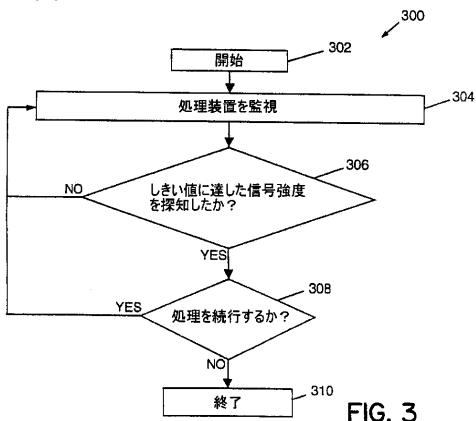 300
開始
302
処理装置を監視
304
306
しきい値に達した信号強度
を探知したか？
NO
YES
308
処理を続行するか？
YES
NO
終了
310
FIG. 3